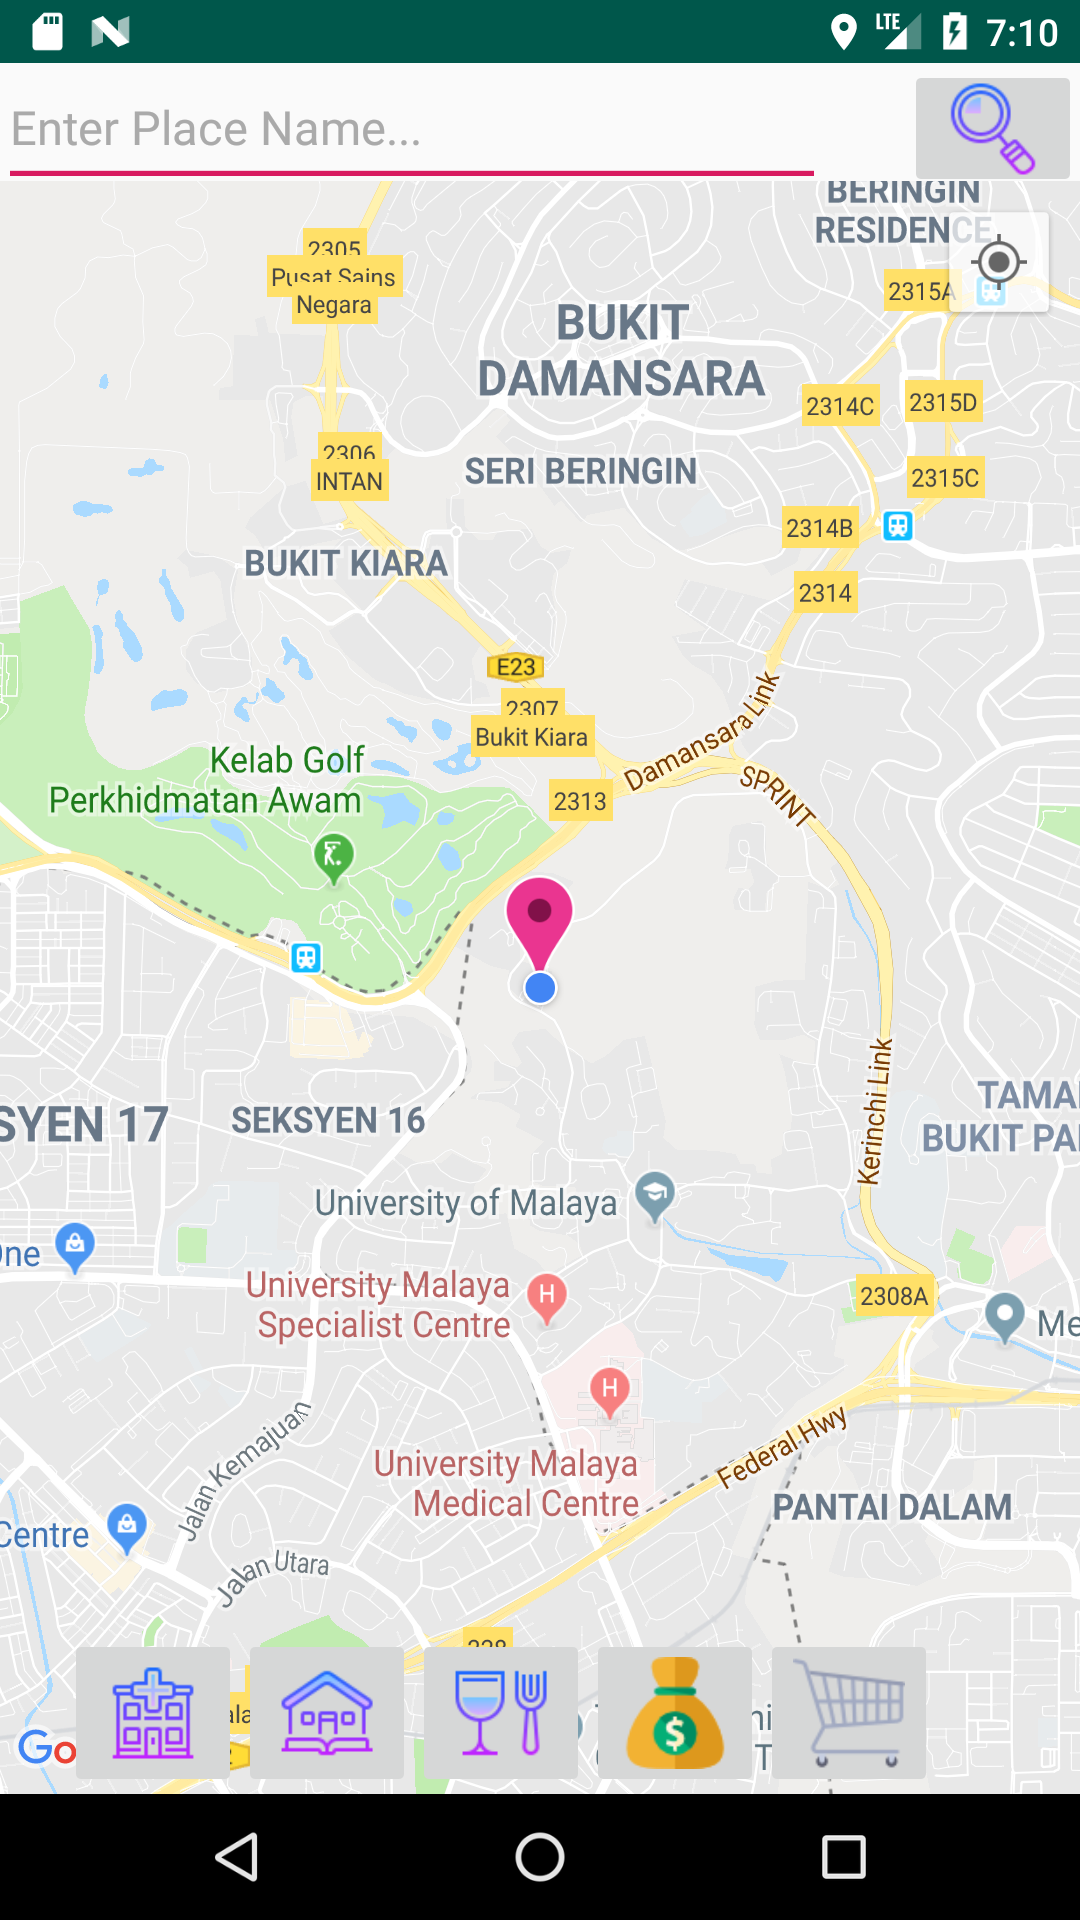 LTE 7:10
Enter Place Name...
BERINGIN
RESIDENCE
2305
Pusat Sains
Negara
2315A
BUKIT
DAMANSARA
2314C
2315D
2306
INTAN
SERI BERINGIN
2315C
2314B
BUKIT KIARA
2314
E23
2307
Bukit Kiara
Damansara Link
Kelab Golf
Perkhidmatan Awam
2313
SPRINT
K.
Kerinchi Link
TAMA
BUKIT PA
SYEN 17
SEKSYEN 16
University of Malaya
One
University Malaya
Specialist Centre
H
2308A
Me
H
Jalan Kemajuan
University Malaya
Medical Centre
Federal Hwy
PANTAI DALAM
Centre
Jalan Utara
ala
Go
$